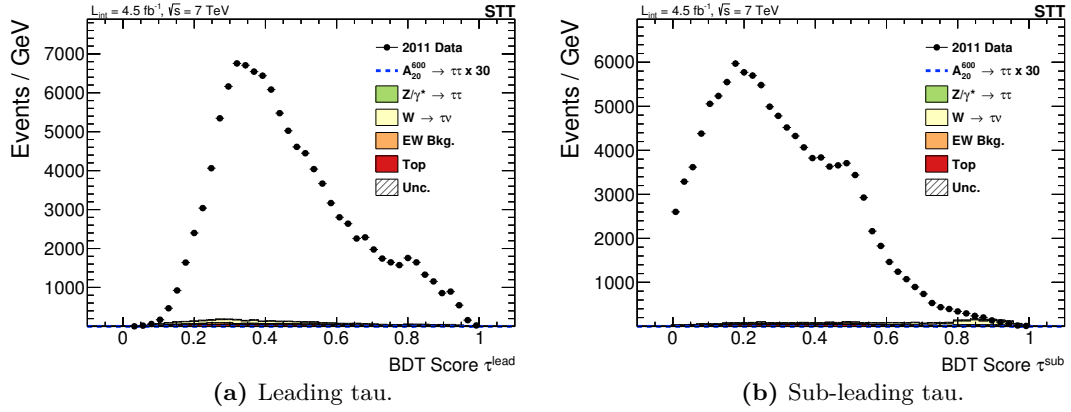 L_int = 4.5 fb⁻¹, √s = 7 TeV STT
Events / GeV
7000
6000
5000
4000
3000
2000
1000
2011 Data
A₂₀⁶⁰⁰ → ττ x 30
Z/γ* → ττ
W → τν
EW Bkg.
Top
Unc.
0 0.2 0.4 0.6 0.8 1
BDT Score τ^lead
(a) Leading tau.
L_int = 4.5 fb⁻¹, √s = 7 TeV STT
Events / GeV
6000
5000
4000
3000
2000
1000
2011 Data
A₂₀⁶⁰⁰ → ττ x 30
Z/γ* → ττ
W → τν
EW Bkg.
Top
Unc.
0 0.2 0.4 0.6 0.8 1
BDT Score τ^sub
(b) Sub-leading tau.